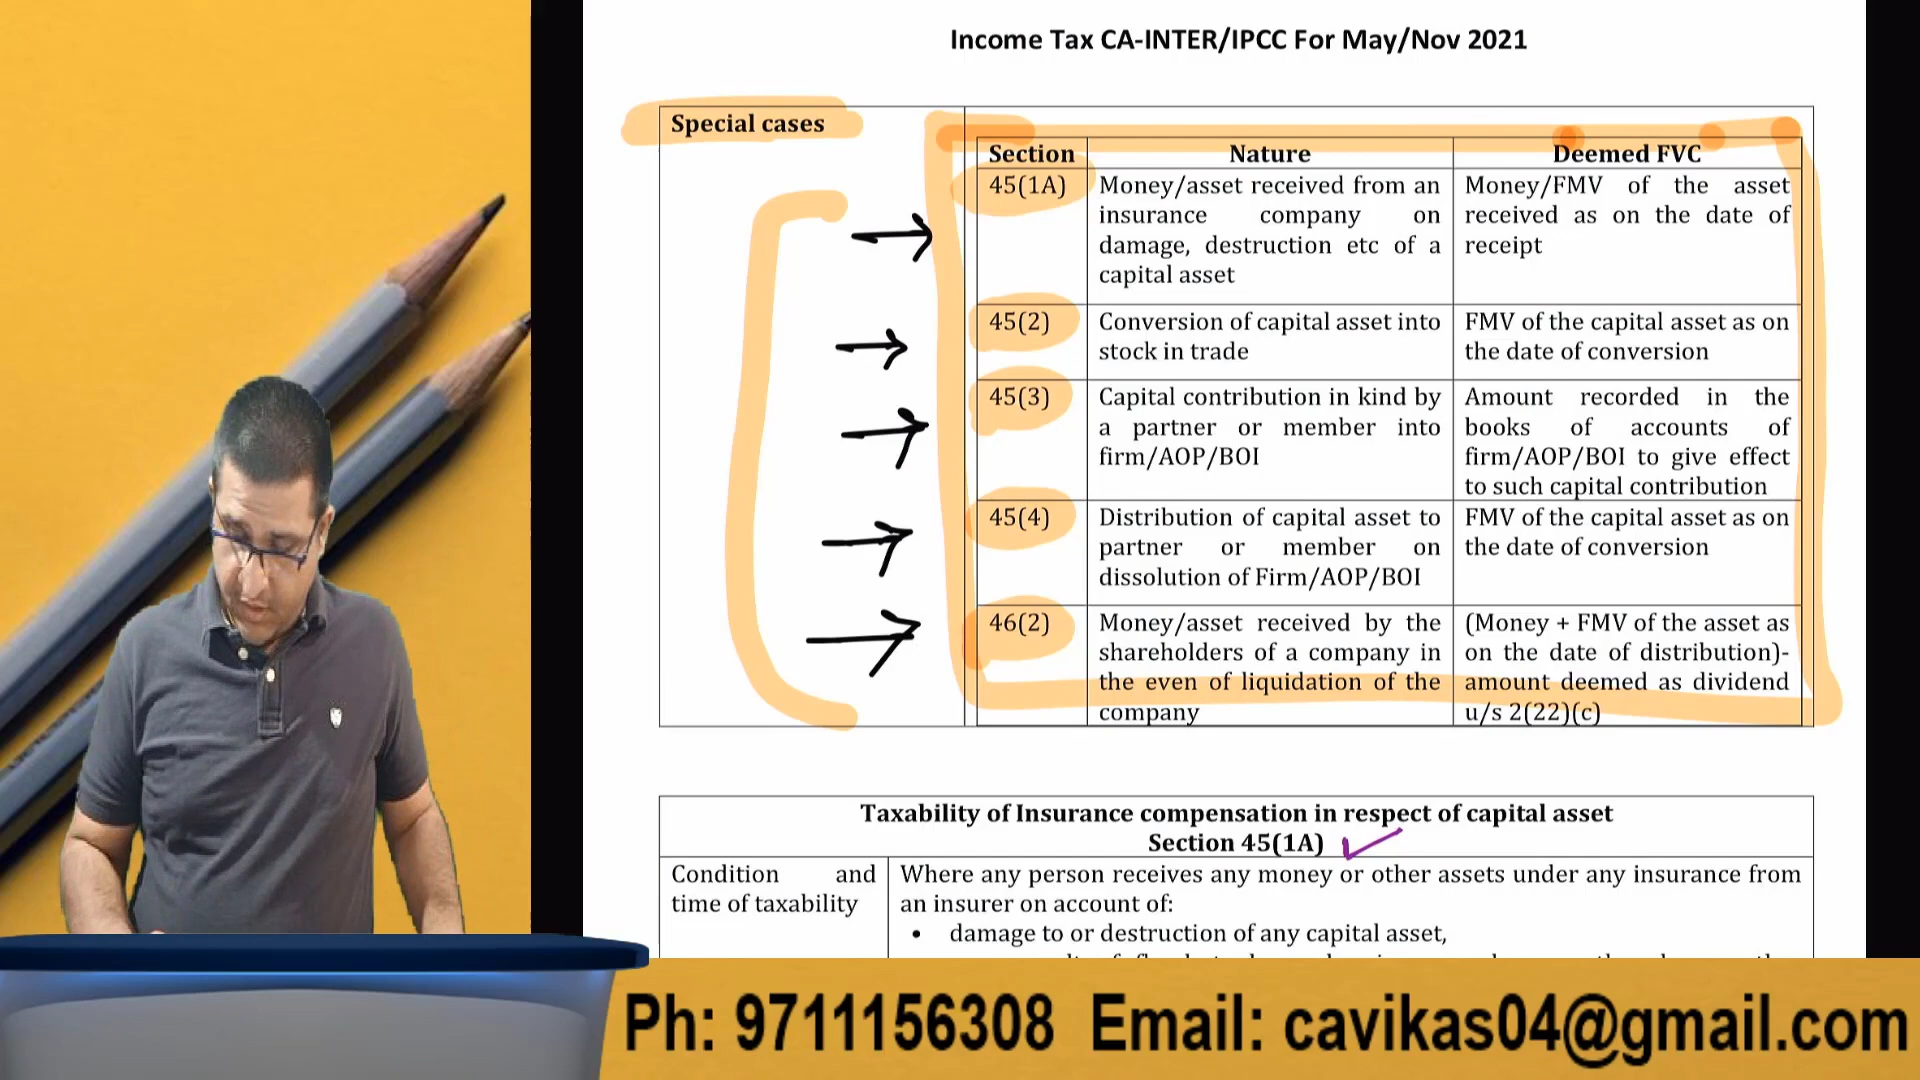 Income Tax CA-INTER/IPCC For May/Nov 2021
Special cases
Section Nature Deemed FVC
45(1A) Money/asset received from an insurance company on damage, destruction etc of a capital asset Money/FMV of the asset received as on the date of receipt
45(2) Conversion of capital asset into stock in trade FMV of the capital asset as on the date of conversion
45(3) Capital contribution in kind by a partner or member into firm/AOP/BOI Amount recorded in the books of accounts of firm/AOP/BOI to give effect to such capital contribution
45(4) Distribution of capital asset to partner or member on dissolution of Firm/AOP/BOI FMV of the capital asset as on the date of conversion
46(2) Money/asset received by the shareholders of a company in the even of liquidation of the company (Money + FMV of the asset as on the date of distribution)- amount deemed as dividend u/s 2(22)(c)
Taxability of Insurance compensation in respect of capital asset
Section 45(1A)
Condition and time of taxability
Where any person receives any money or other assets under any insurance from
an insurer on account of:
• damage to or destruction of any capital asset,
Ph: 9711156308 Email: cavikas04@gmail.com